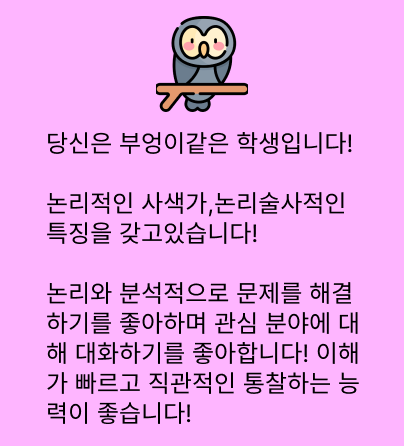 당신은 부엉이같은 학생입니다!
논리적인 사색가,논리술사적인
특징을 갖고있습니다!
논리와 분석적으로 문제를 해결
하기를 좋아하며 관심 분야에 대
해 대화하기를 좋아합니다! 이해
가 빠르고 직관적인 통찰하는 능
력이 좋습니다!